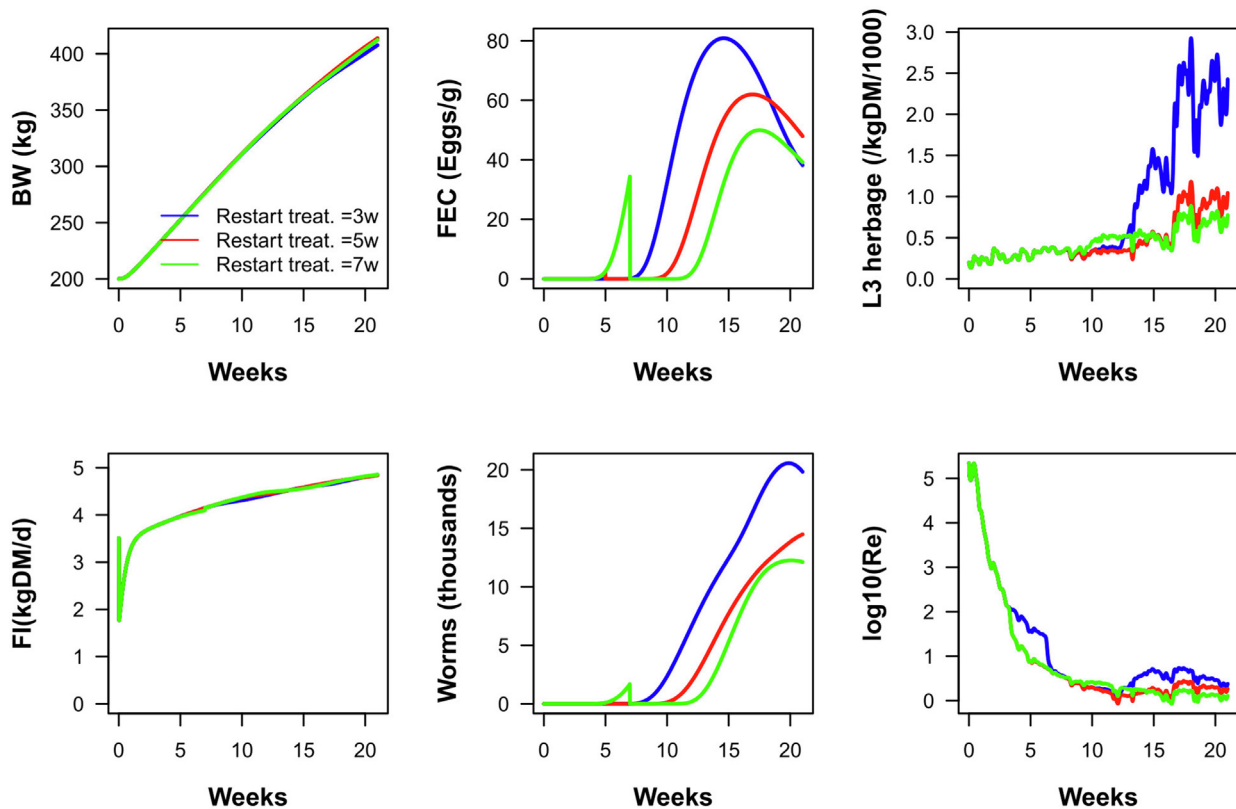 BW (kg)
400
350
300
250
200
Restart treat. =3w
Restart treat. =5w
Restart treat. =7w
0 5 10 15 20
Weeks
FEC (Eggs/g)
80
60
40
20
0
0 5 10 15 20
Weeks
L3 herbage (/kgDM/1000)
3.0
2.5
2.0
1.5
1.0
0.5
0.0
0 5 10 15 20
Weeks
FI(kgDM/d)
5
4
3
2
1
0
0 5 10 15 20
Weeks
Worms (thousands)
20
15
10
5
0
0 5 10 15 20
Weeks
log10(Re)
5
4
3
2
1
0
0 5 10 15 20
Weeks